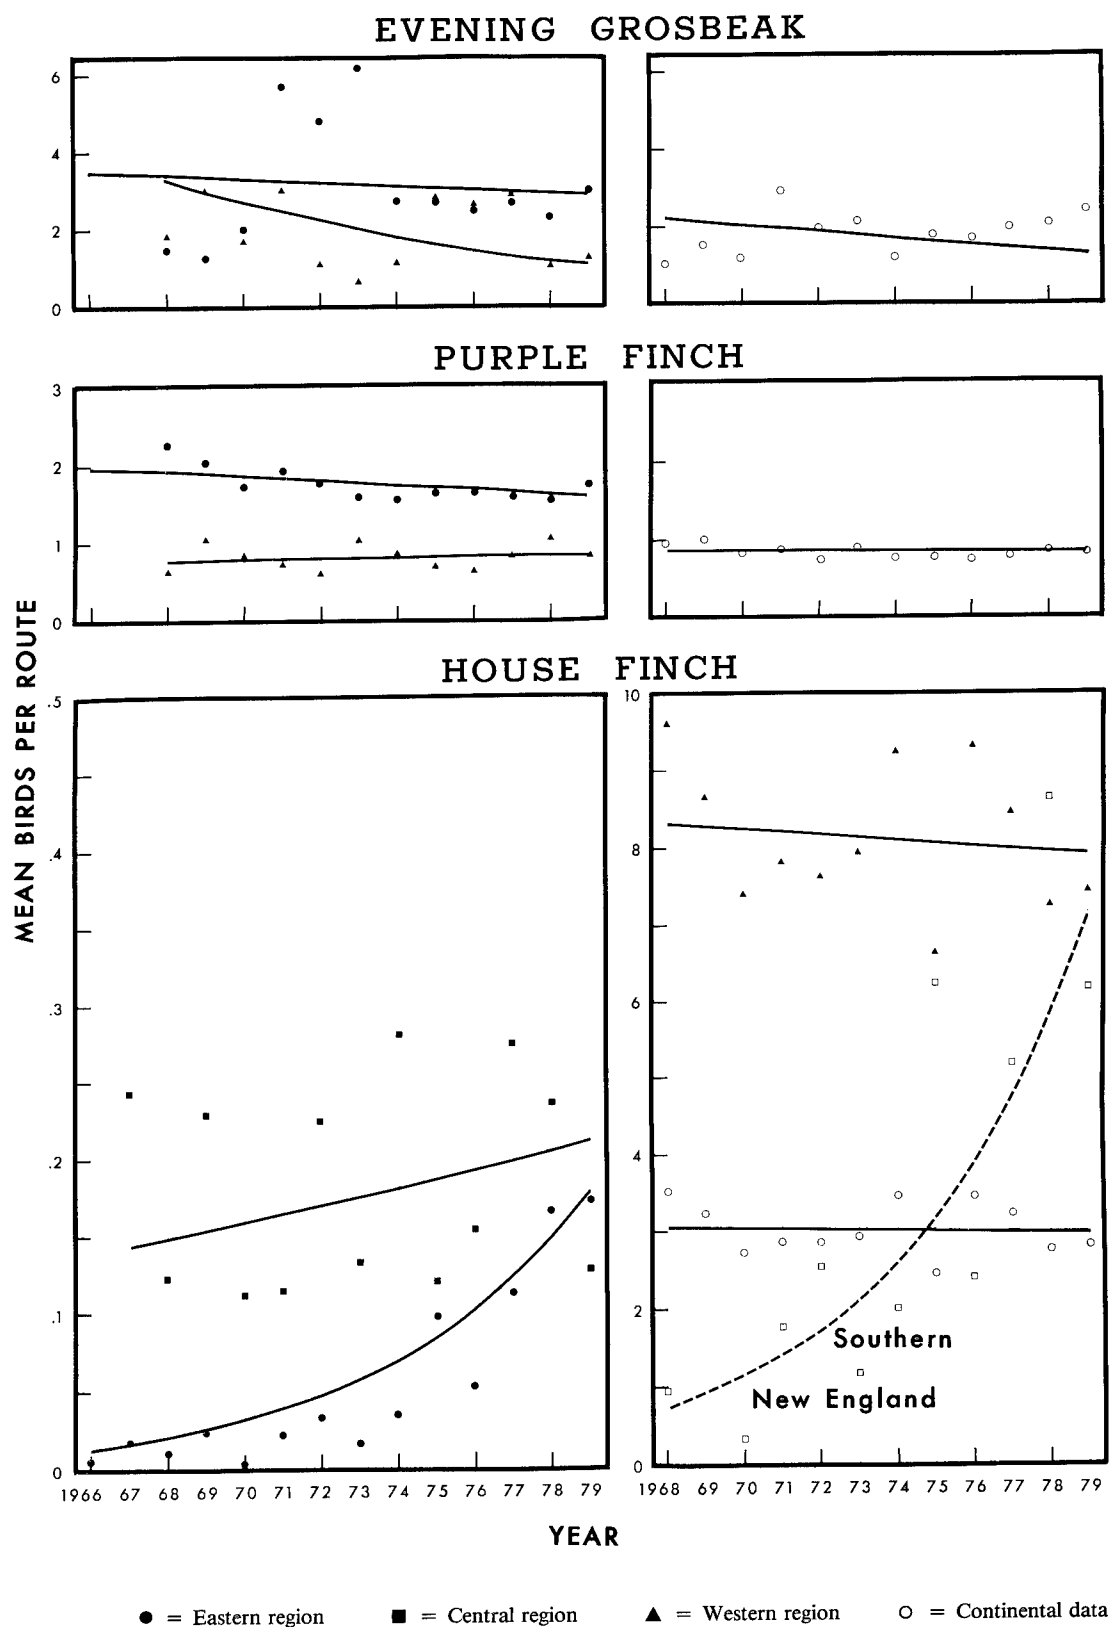 EVENING GROSBEAK
6
4
2
0
PURPLE FINCH
3
2
1
0
HOUSE FINCH
MEAN BIRDS PER ROUTE
.5
.4
.3
.2
.1
0
1966 67 68 69 70 71 72 73 74 75 76 77 78 79
10
8
6
4
2
0
Southern
New England
1968 69 70 71 72 73 74 75 76 77 78 79
YEAR
● = Eastern region ■ = Central region ▲ = Western region ○ = Continental data